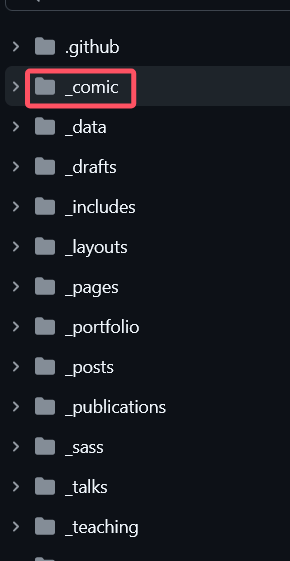 .github
_comic
_data
_drafts
_includes
_layouts
_pages
_portfolio
_posts
_publications
_sass
_talks
_teaching